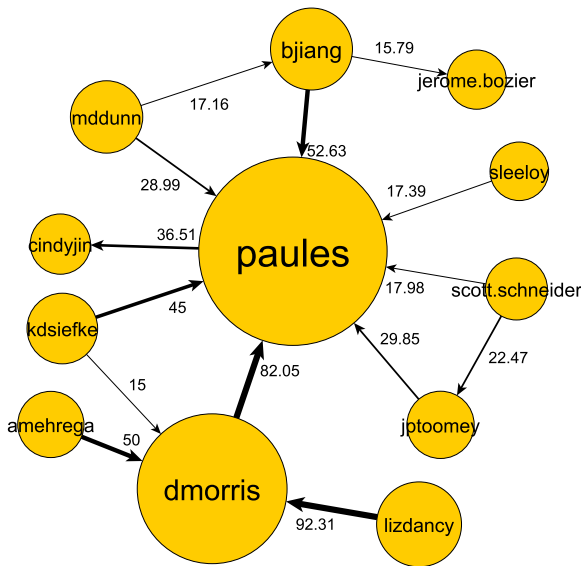 bjiang
15.79
jerome.bozier
17.16
mddunn
52.63
28.99
sleeloy
17.39
cindyjin
36.51
paules
17.98
scott.schneider
45
kdsiefke
29.85
22.47
82.05
15
amehrega
50
jptoomey
dmorris
92.31
lizdancy